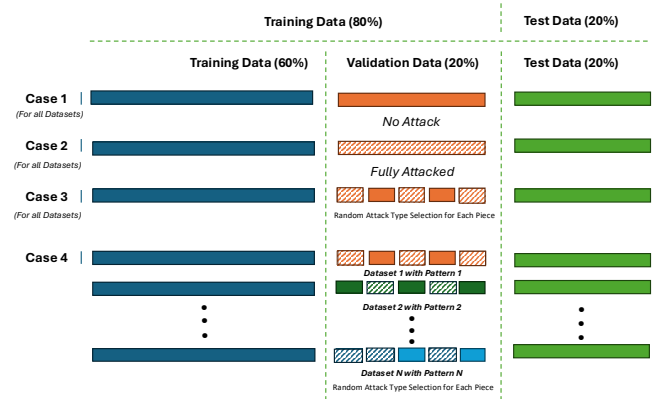 Training Data (80%)
Test Data (20%)
Training Data (60%)
Validation Data (20%)
Test Data (20%)
Case 1
(For all Datasets)
No Attack
Case 2
(For all Datasets)
Fully Attacked
Case 3
(For all Datasets)
Random Attack Type Selection for Each Piece
Case 4
Dataset 1 with Pattern 1
Dataset 2 with Pattern 2
Dataset N with Pattern N
Random Attack Type Selection for Each Piece